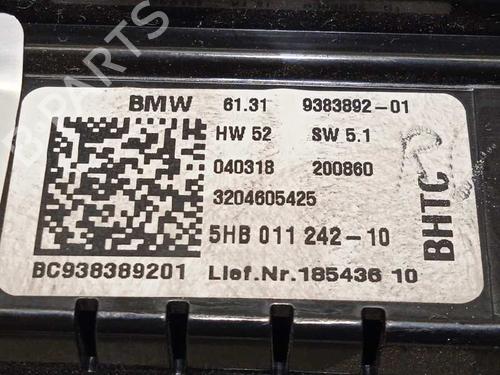 B-PARTS
BMW 61.31 9383892-01
HW 52 SW 5.1
040318 200860
3204605425
5HB 011 242-10
BC938389201 Lief.Nr.185436 10
BHTC